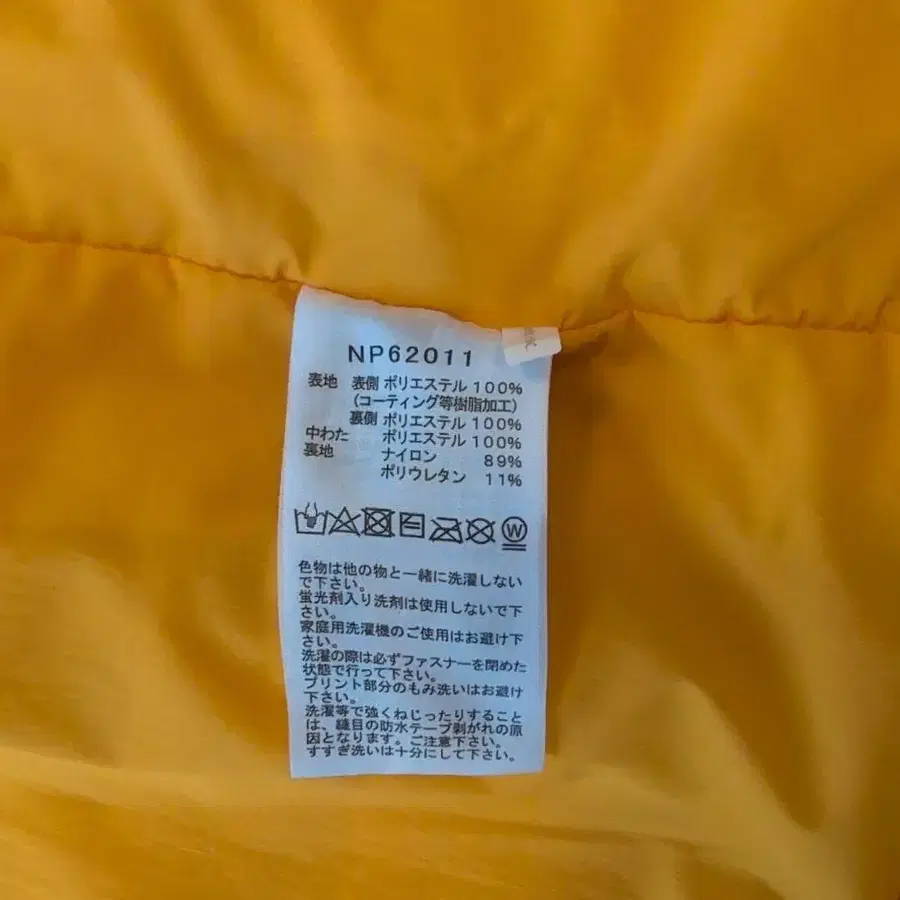 NP62011
表地 表側 ポリエステル 100%
(コーティング等樹脂加工)
裏側 ポリエステル 100%
中わた ポリエステル 100%
裏地 ナイロン 89%
ポリウレタン 11%
W
色物は他の物と一緒に洗濯しない
で下さい。
蛍光剤入り洗剤は使用しないで下
さい。
家庭用洗濯機のご使用はお避け下
さい。
洗濯の際は必ずファスナーを閉めた
状態で行って下さい。
プリント部分のもみ洗いはお避け
下さい。
洗濯等で強くねじったりすること
は、縫目の防水テープ剥がれの原
因となります。ご注意下さい。
すすぎ洗いは十分にして下さい。